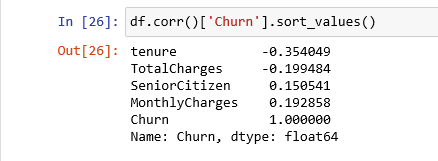 In [26]: df.corr()['Churn'].sort_values()
Out[26]: tenure -0.354049
TotalCharges -0.199484
SeniorCitizen 0.150541
MonthlyCharges 0.192858
Churn 1.000000
Name: Churn, dtype: float64